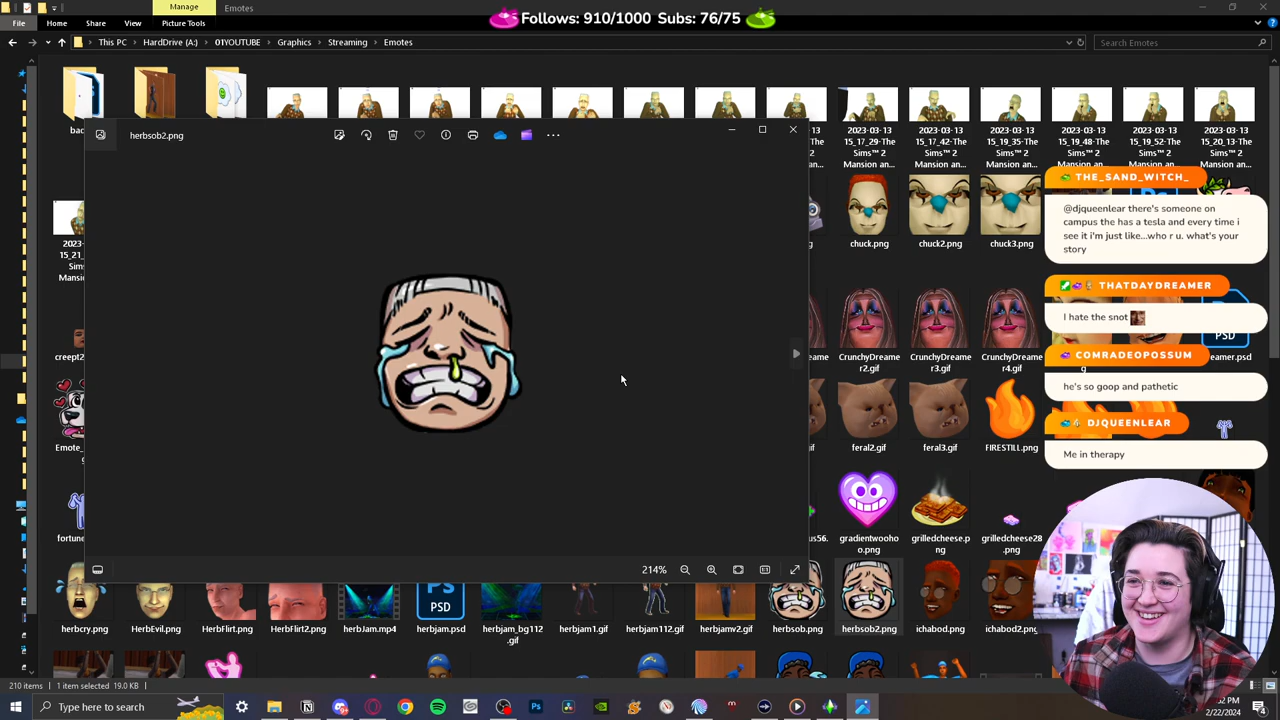 Manage
Emotes
Follows: 910/1000 Subs: 76/75
File
Home
Share
View
Picture Tools
This PC
HardDrive (A:)
01YOUTUBE
Graphics
Streaming
Emotes
Search Emotes
herbsob2.png
2023-03-13
15_17_29-The
Sims™ 2
Mansion an...
2023-03-13
15_17_42-The
Sims™ 2
Mansion an...
2023-03-13
15_19_35-The
Sims™ 2
Mansion an...
2023-03-13
15_19_48-The
Sims™ 2
Mansion an...
2023-03-13
15_19_52-The
Sims™ 2
Mansion an...
2023-03-13
15_20_13-The
Sims™ 2
Mansion an...
THE_SAND_WITCH_
@djqueenlear there's someone on
campus the has a tesla and every time i
see it i'm just like...who r u. what's your
story
chuck.png
chuck2.png
chuck3.png
THATDAYDREAMER
I hate the snot
COMRADEOPOSSUM
he's so goop and pathetic
DJQUEENLEAR
Me in therapy
PSD
CrunchyDreame
r2.png
CrunchyDreame
r3.png
CrunchyDreame
r4.png
feral2.gif
feral3.gif
FIRESTILL.png
gradientwooho
o.png
grilledcheese.p
ng
grilledcheese28
.png
214%
PSD
herbcry.png
HerbEvil.png
HerbFlirt.png
HerbFlirt2.png
herbJam.mp4
herbjam.psd
herbjam_bg112
.gif
herbjam1.gif
herbjam112.gif
herbjamv2.gif
herbsob.png
herbsob2.png
ichabod.png
ichabod2.png
210 items
1 item selected 19.0 KB
Type here to search
2/22/2024